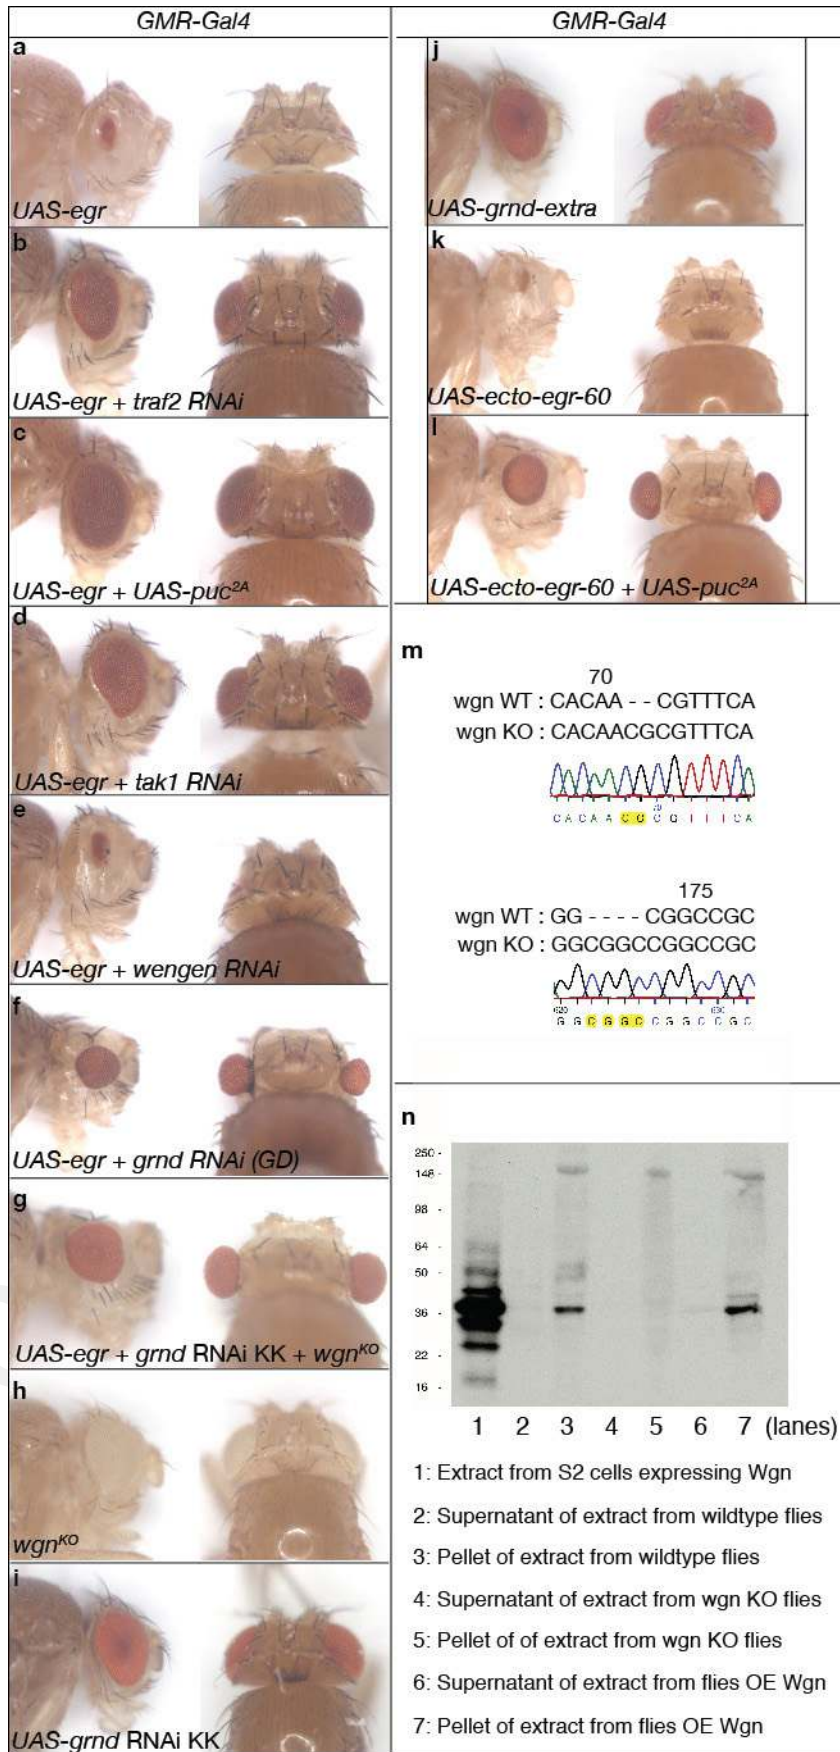 GMR-Gal4
a
UAS-egr
b
UAS-egr + traf2 RNAi
c
UAS-egr + UAS-puc2A
d
UAS-egr + tak1 RNAi
e
UAS-egr + wengen RNAi
f
UAS-egr + grnd RNAi (GD)
g
UAS-egr + grnd RNAi KK + wgnKO
h
wgnKO
i
UAS-grnd RNAi KK
GMR-Gal4
j
UAS-grnd-extra
k
UAS-ecto-egr-60
l
UAS-ecto-egr-60 + UAS-puc2A
m
70
wgn WT : CACAA - - CGTTTCA
wgn KO : CACAACGCGTTTCA
70
C A C A A C G C G T T T C A
175
wgn WT : GG - - - - CGGCCGC
wgn KO : GGCGGCCGGCCGC
620 630
G G C G G C C G G C C G C
n
250 -
148 -
98 -
64 -
50 -
36 -
22 -
16 -
1 2 3 4 5 6 7 (lanes)
1: Extract from S2 cells expressing Wgn
2: Supernatant of extract from wildtype flies
3: Pellet of extract from wildtype flies
4: Supernatant of extract from wgn KO flies
5: Pellet of of extract from wgn KO flies
6: Supernatant of extract from flies OE Wgn
7: Pellet of extract from flies OE Wgn